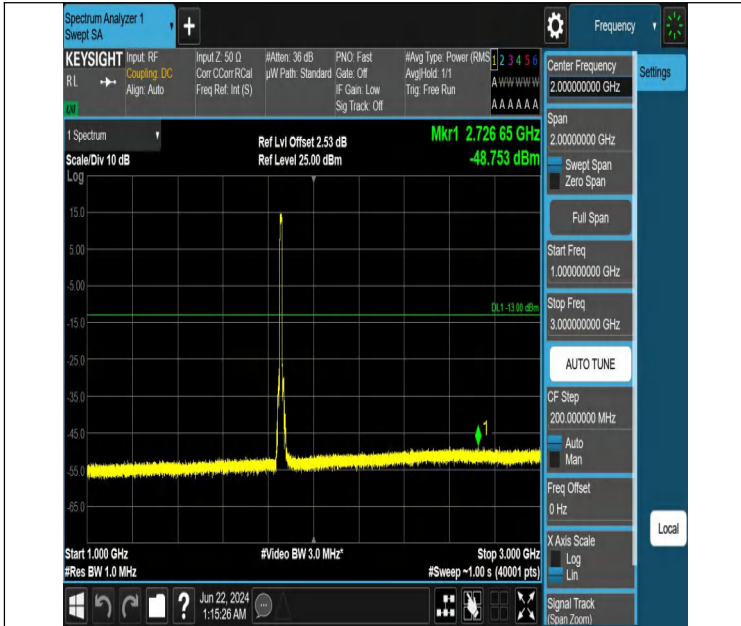 Spectrum Analyzer 1
Swept SA
Frequency
KEYSIGHT
RL
Input: RF
Coupling: DC
Align: Auto
Input Z: 50 Ω
Corr CCorr RCal
Freq Ref: Int (S)
#Atten: 36 dB
µW Path: Standard
PNO: Fast
Gate: Off
IF Gain: Low
Sig Track: Off
#Avg Type: Power (RMS
Avg|Hold: 1/1
Trig: Free Run
1 2 3 4 5 6
A W W W W W
A A A A A A
1 Spectrum
Scale/Div 10 dB
Log
Ref Lvl Offset 2.53 dB
Ref Level 25.00 dBm
Mkr1 2.726 65 GHz
-48.753 dBm
15.0
5.00
-5.00
DL1 -13.00 dBm
-15.0
-25.0
-35.0
-45.0
1
-55.0
-65.0
Start 1.000 GHz
#Res BW 1.0 MHz
#Video BW 3.0 MHz*
Stop 3.000 GHz
#Sweep ~1.00 s (40001 pts)
Jun 22, 2024
1:15:26 AM
Center Frequency
2.000000000 GHz
Settings
Span
2.00000000 GHz
Swept Span
Zero Span
Full Span
Start Freq
1.000000000 GHz
Stop Freq
3.000000000 GHz
AUTO TUNE
CF Step
200.000000 MHz
Auto
Man
Freq Offset
0 Hz
X Axis Scale
Log
Lin
Local
Signal Track
(Span Zoom)